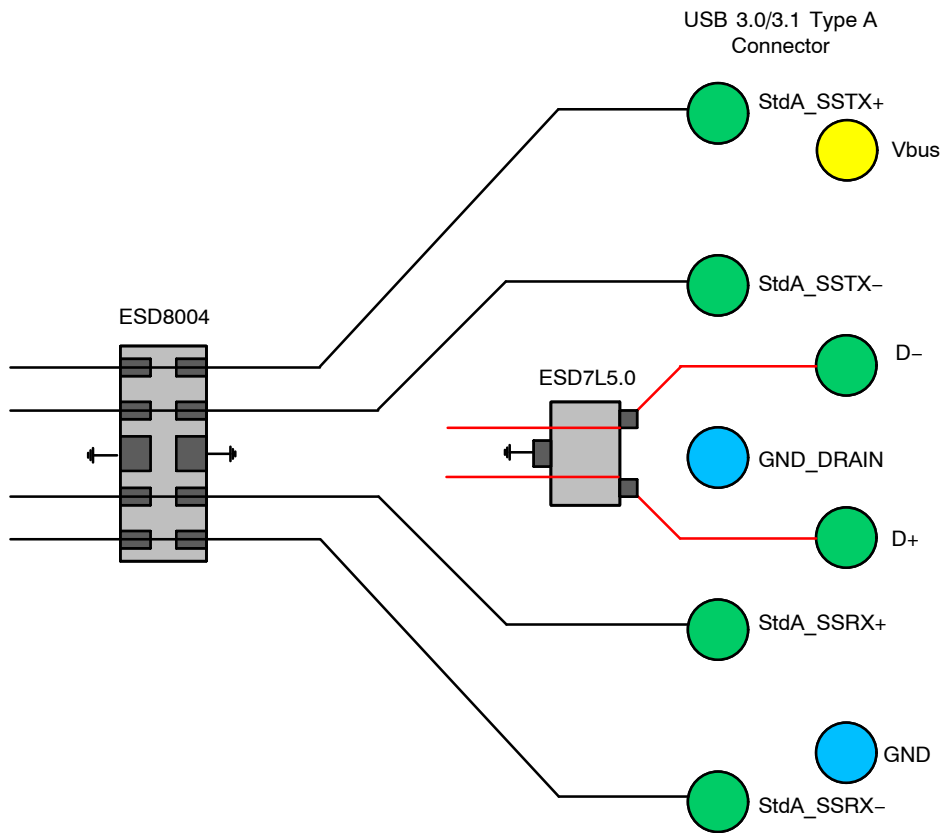 USB 3.0/3.1 Type A
Connector
StdA_SSTX+
Vbus
StdA_SSTX−
ESD8004
D−
ESD7L5.0
GND_DRAIN
D+
StdA_SSRX+
GND
StdA_SSRX−